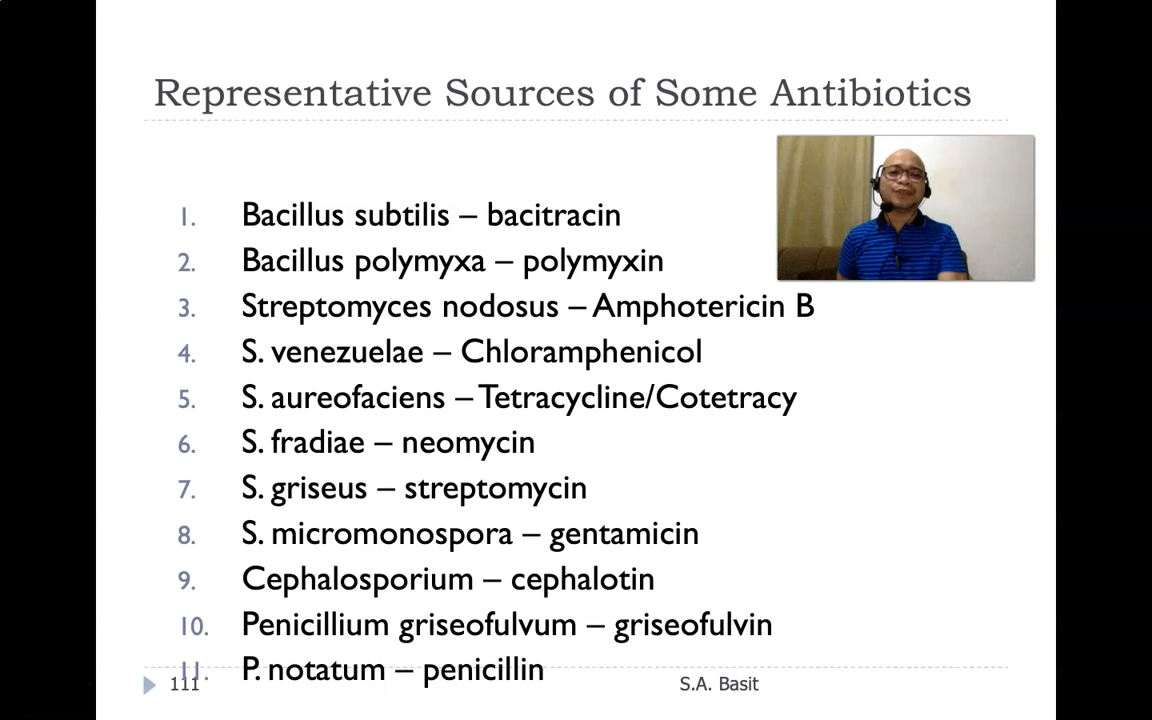 Representative Sources of Some Antibiotics
1. Bacillus subtilis – bacitracin
2. Bacillus polymyxa – polymyxin
3. Streptomyces nodosus – Amphotericin B
4. S. venezuelae – Chloramphenicol
5. S. aureofaciens – Tetracycline/Cotetracy
6. S. fradiae – neomycin
7. S. griseus – streptomycin
8. S. micromonospora – gentamicin
9. Cephalosporium – cephalotin
10. Penicillium griseofulvum – griseofulvin
11. P. notatum – penicillin
111 S.A. Basit